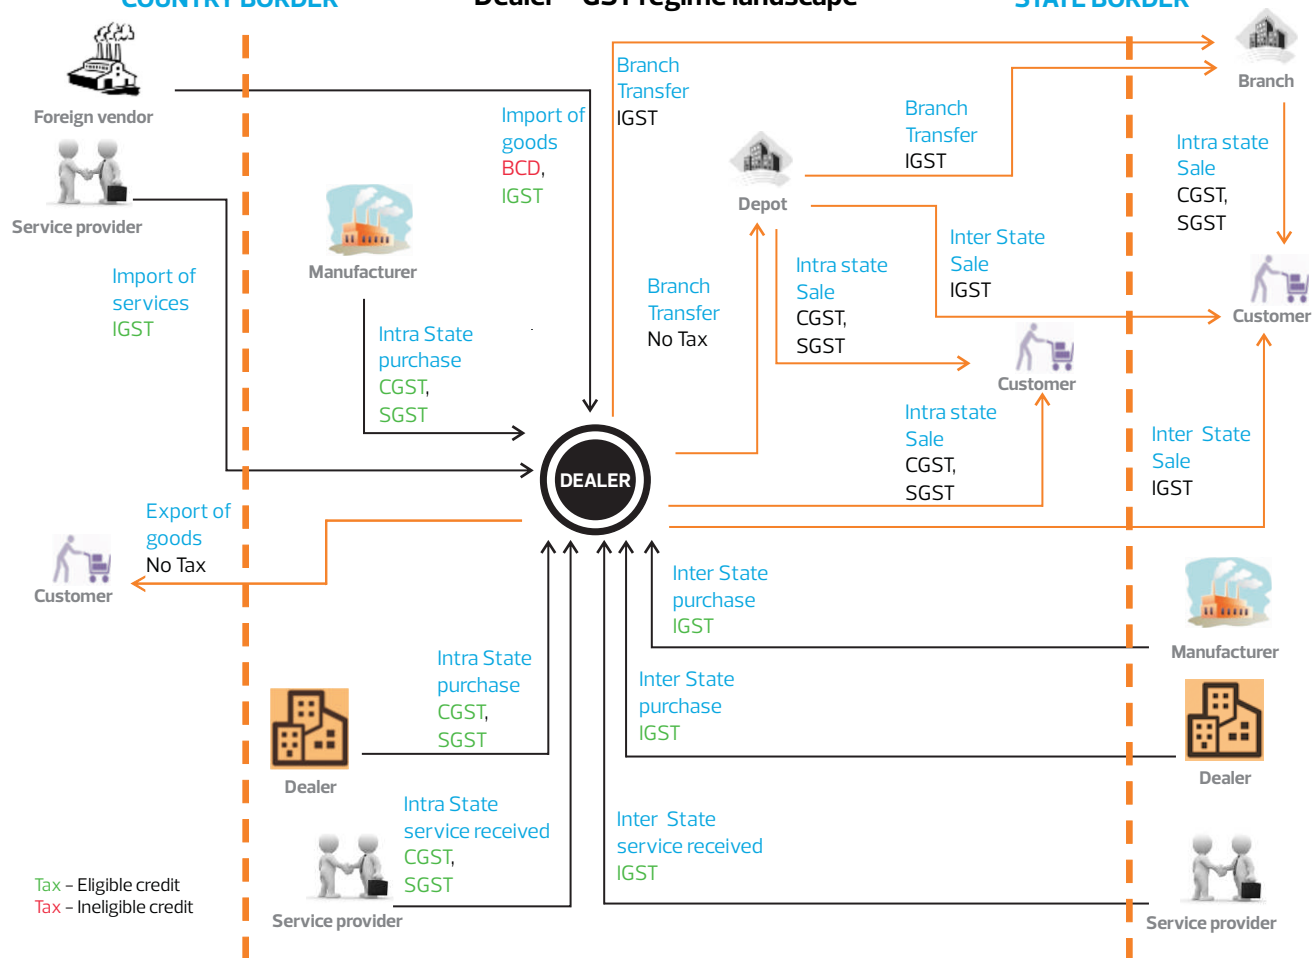 COUNTRY BORDER
Dealer – GST regime landscape
STATE BORDER
Foreign vendor
Service provider
Import of
services
IGST
Manufacturer
Intra State
purchase
CGST,
SGST
Import of
goods
BCD,
IGST
Branch
Transfer
IGST
Depot
Branch
Transfer
IGST
Branch
Intra state
Sale
CGST,
SGST
Customer
Inter State
Sale
IGST
Intra state
Sale
CGST,
SGST
Branch
Transfer
No Tax
Customer
Intra state
Sale
CGST,
SGST
Inter State
Sale
IGST
DEALER
Export of
goods
No Tax
Customer
Inter State
purchase
IGST
Manufacturer
Intra State
purchase
CGST,
SGST
Dealer
Inter State
purchase
IGST
Dealer
Intra State
service received
CGST,
SGST
Service provider
Inter State
service received
IGST
Service provider
Tax – Eligible credit
Tax – Ineligible credit